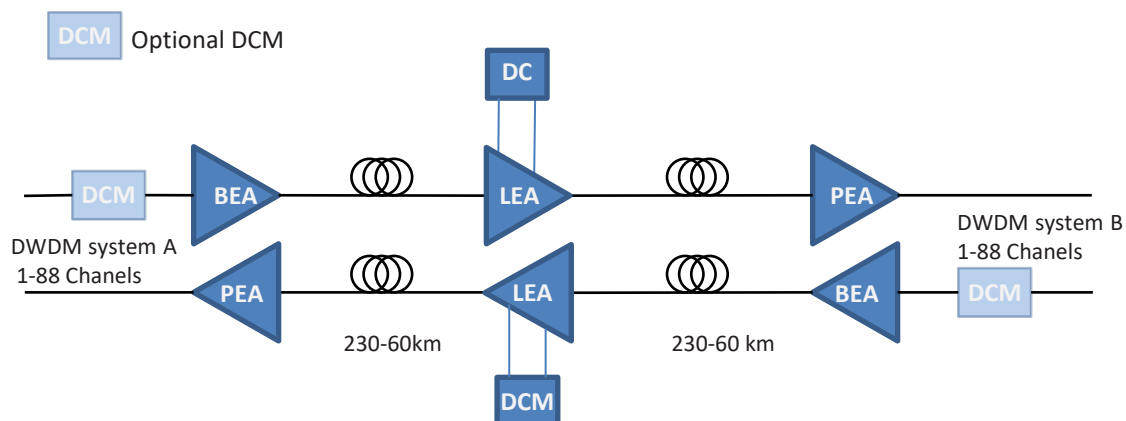 DCM Optional DCM
DC
DCM BEA LEA PEA
DWDM system A
1-88 Chanels
DWDM system B
1-88 Chanels
PEA LEA BEA DCM
230-60km 230-60 km
DCM